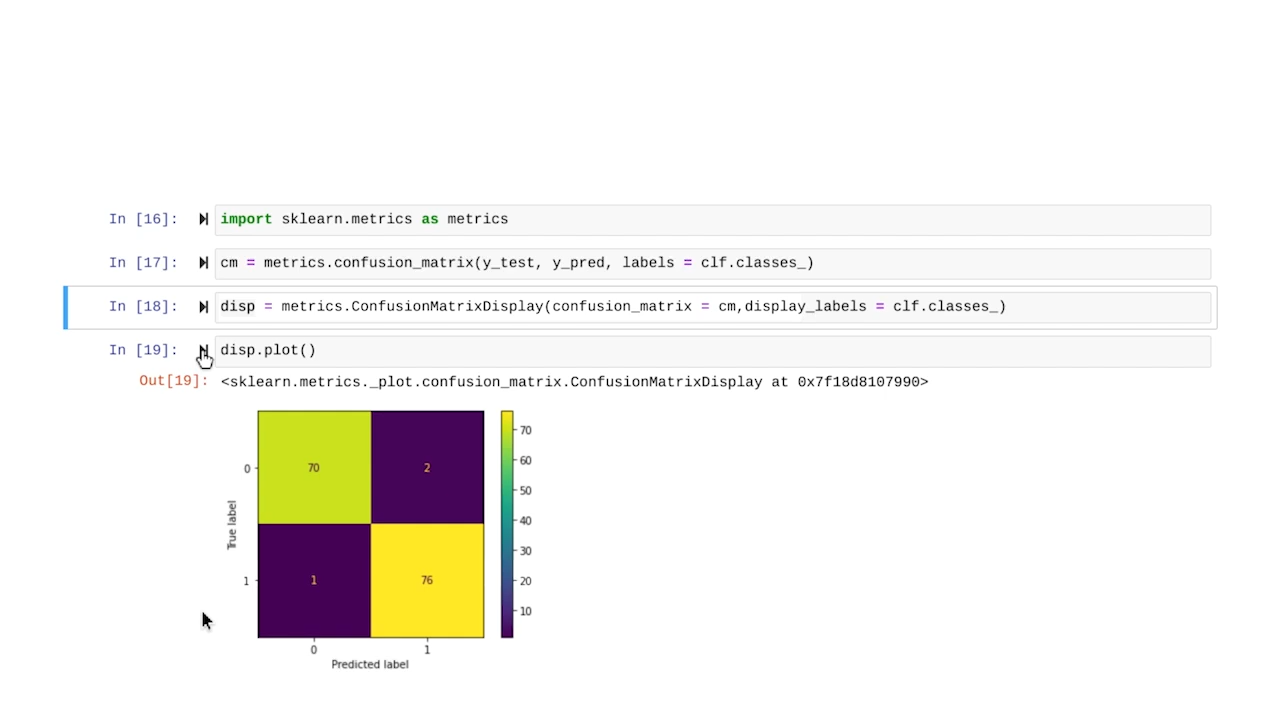 In [16]: import sklearn.metrics as metrics
In [17]: cm = metrics.confusion_matrix(y_test, y_pred, labels = clf.classes_)
In [18]: disp = metrics.ConfusionMatrixDisplay(confusion_matrix = cm,display_labels = clf.classes_)
In [19]: disp.plot()
Out[19]: <sklearn.metrics._plot.confusion_matrix.ConfusionMatrixDisplay at 0x7f18d8107990>
70
60
0 70 2
50
True label
40
30
1 1 76
20
10
0 1
Predicted label